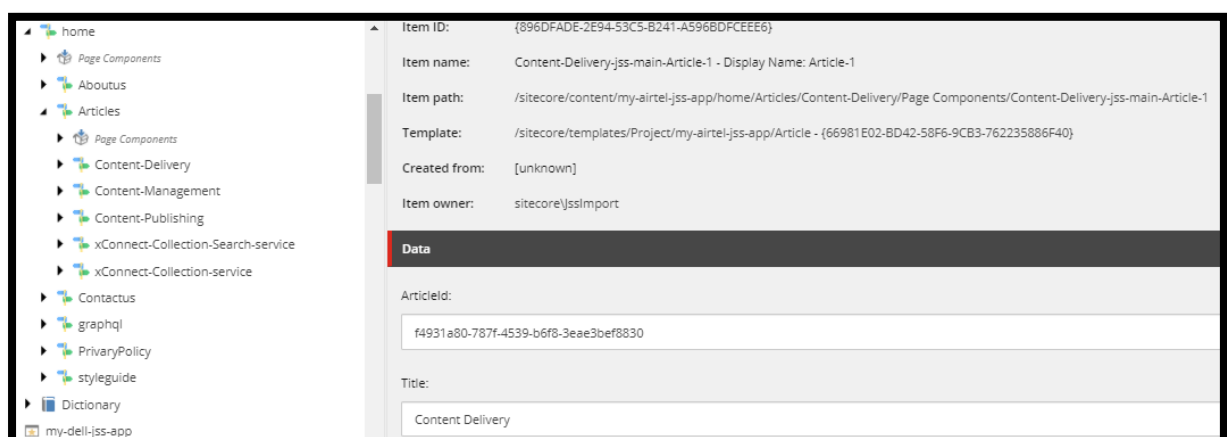 home
Page Components
Aboutus
Articles
Page Components
Content-Delivery
Content-Management
Content-Publishing
xConnect-Collection-Search-service
xConnect-Collection-service
Contactus
graphql
PrivaryPolicy
styleguide
Dictionary
my-dell-jss-app
Item ID: {896DFADE-2E94-53C5-B241-A596BDFCEEE6}
Item name: Content-Delivery-jss-main-Article-1 - Display Name: Article-1
Item path: /sitecore/content/my-airtel-jss-app/home/Articles/Content-Delivery/Page Components/Content-Delivery-jss-main-Article-1
Template: /sitecore/templates/Project/my-airtel-jss-app/Article - {66981E02-BD42-58F6-9CB3-762235886F40}
Created from: [unknown]
Item owner: sitecore\JssImport
Data
ArticleId:
f4931a80-787f-4539-b6f8-3eae3bef8830
Title:
Content Delivery